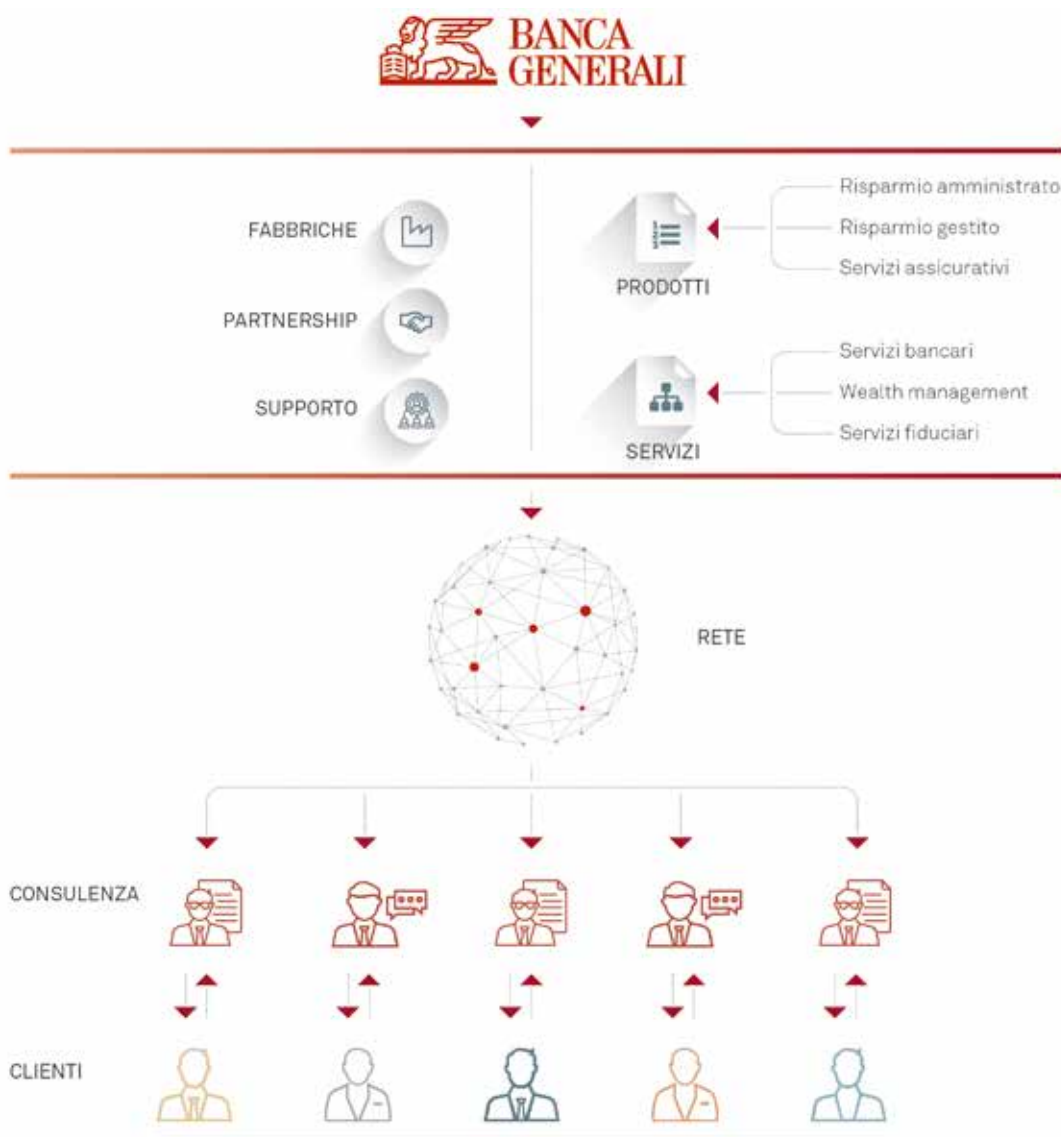 BANCA
GENERALI
FABBRICHE
PARTNERSHIP
SUPPORTO
PRODOTTI
Risparmio amministrato
Risparmio gestito
Servizi assicurativi
SERVIZI
Servizi bancari
Wealth management
Servizi fiduciari
RETE
CONSULENZA
CLIENTI